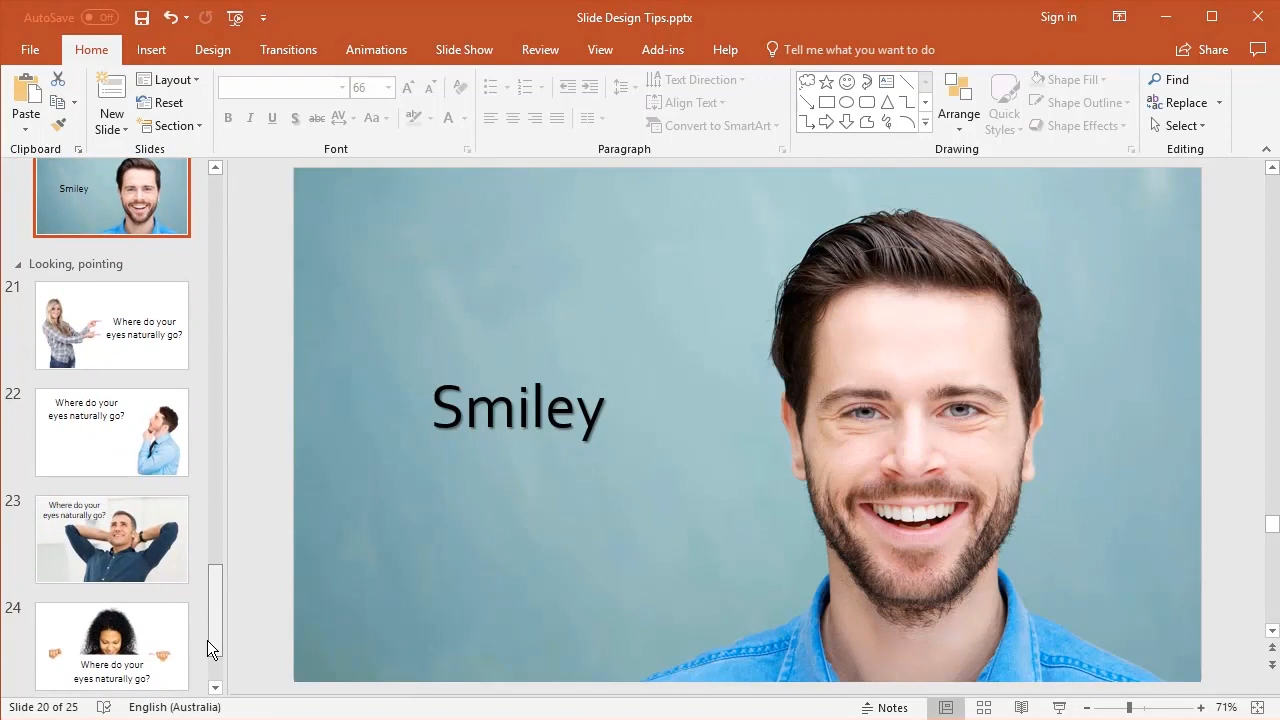 AutoSave Off
Slide Design Tips.pptx
Sign in
File Home Insert Design Transitions Animations Slide Show Review View Add-ins Help Tell me what you want to do Share
Paste
New Slide
Layout
Reset
Section
66
B I U S abc AV Aa A
Text Direction
Align Text
Convert to SmartArt
Arrange
Quick Styles
Shape Fill
Shape Outline
Shape Effects
Find
Replace
Select
Clipboard Slides Font Paragraph Drawing Editing
Smiley
Looking, pointing
21
Where do your
eyes naturally go?
22
Where do your
eyes naturally go?
23
Where do your
eyes naturally go?
24
Where do your
eyes naturally go?
Smiley
Slide 20 of 25 English (Australia) Notes 71%